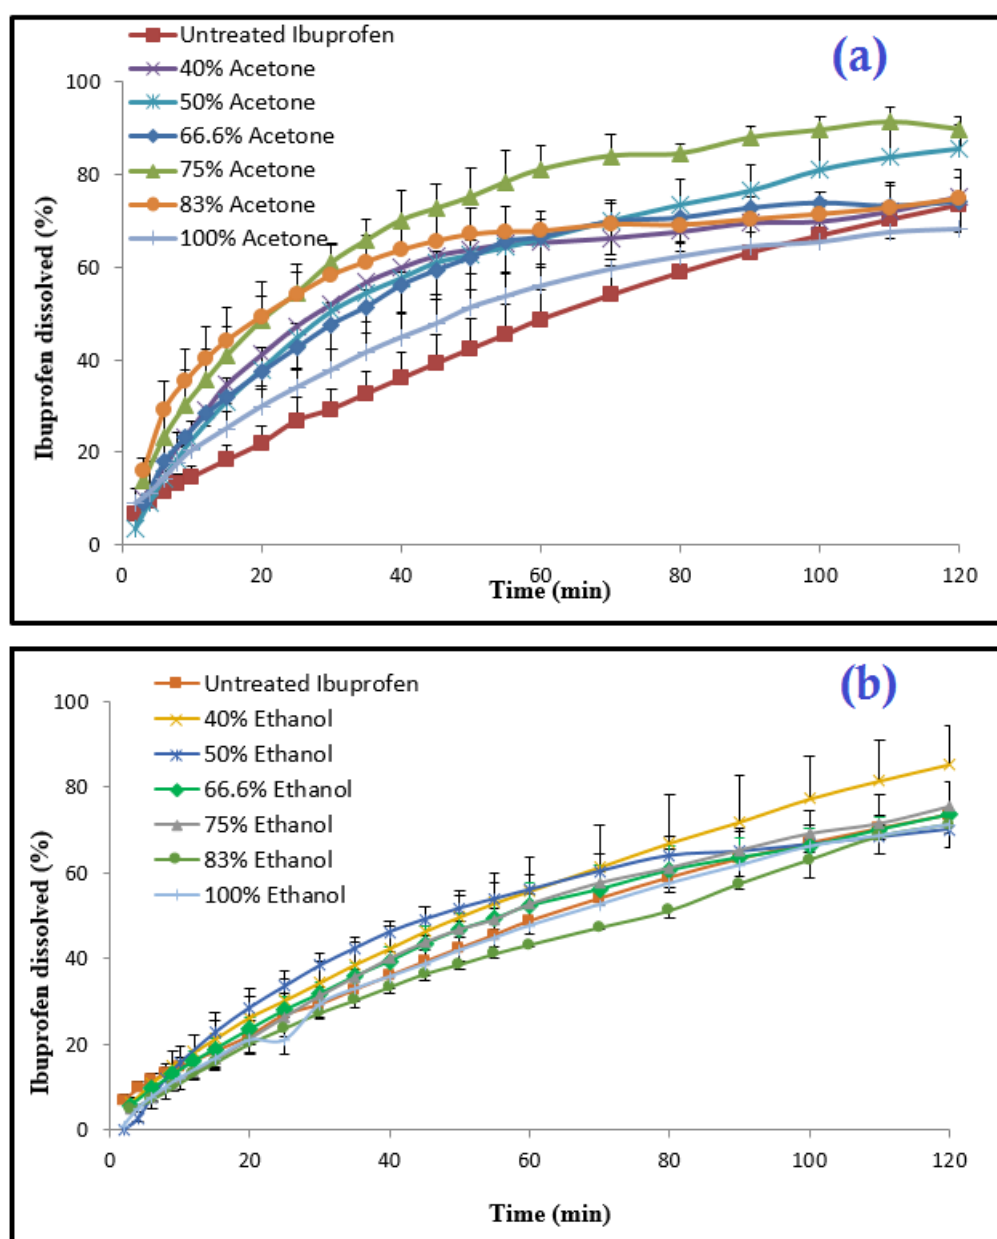 Untreated Ibuprofen
(a)
40% Acetone
100
50% Acetone
66.6% Acetone
75% Acetone
80
83% Acetone
100% Acetone
60
40
20
0
Ibuprofen dissolved (%)
0 20 40 60 80 100 120
Time (min)
Untreated Ibuprofen
(b)
100
40% Ethanol
50% Ethanol
66.6% Ethanol
80
75% Ethanol
83% Ethanol
100% Ethanol
60
40
20
0
Ibuprofen dissolved (%)
0 20 40 60 80 100 120
Time (min)